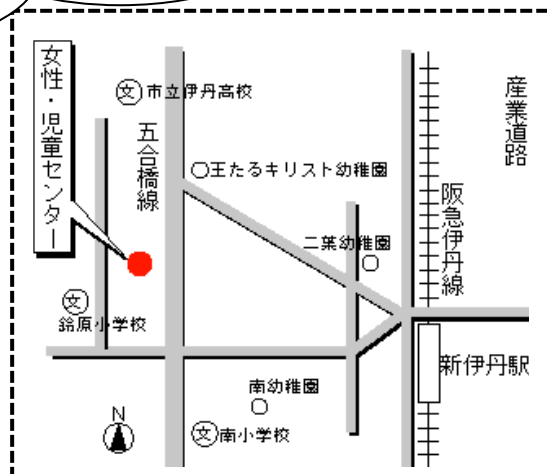 女性・児童センター
文市立伊丹高校
五合橋線
王たるキリスト幼稚園
産業道路
阪急伊丹線
二葉幼稚園
文
鈴原小学校
新伊丹駅
南幼稚園
文南小学校
N